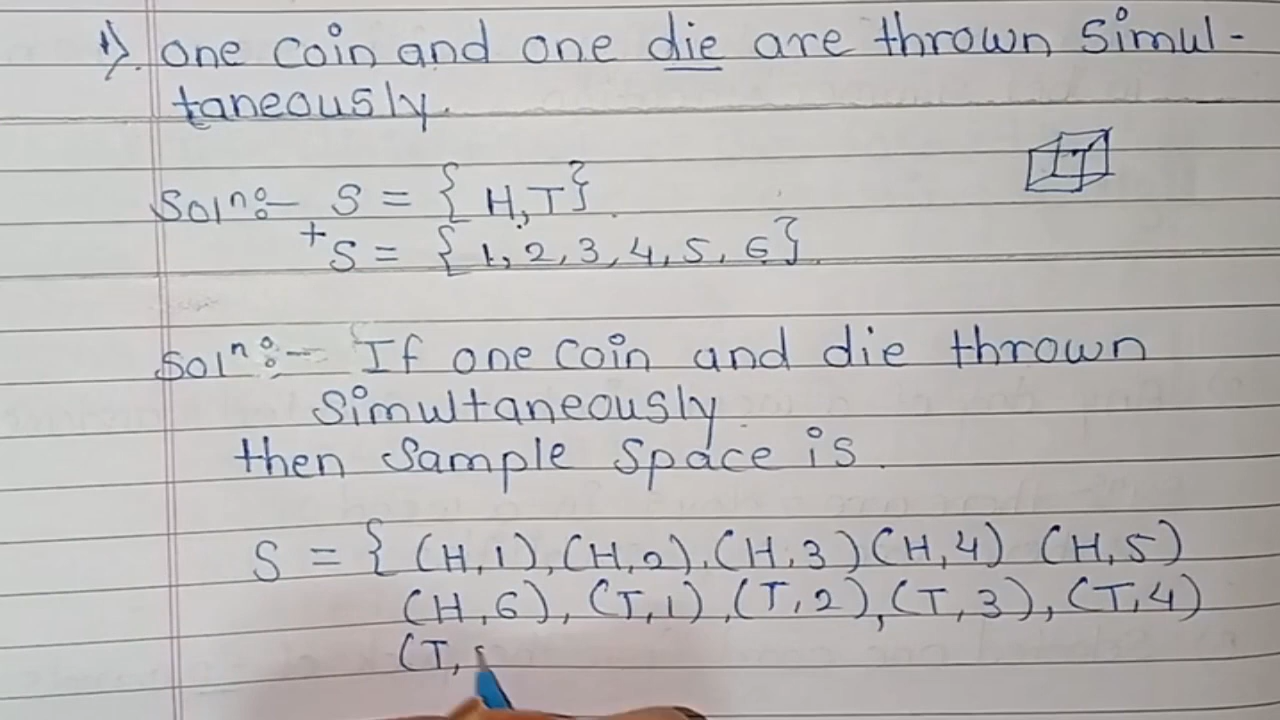 1). one coin and one die are thrown simul-
taneously.
Solⁿ:- S = { H, T }.
+ S = { 1, 2, 3, 4, 5, 6 }.
Solⁿ:- If one coin and die thrown
simultaneously
then sample space is.
S = { (H, 1), (H, 2), (H, 3) (H, 4) (H, 5)
(H, 6), (T, 1), (T, 2), (T, 3), (T, 4)
(T,